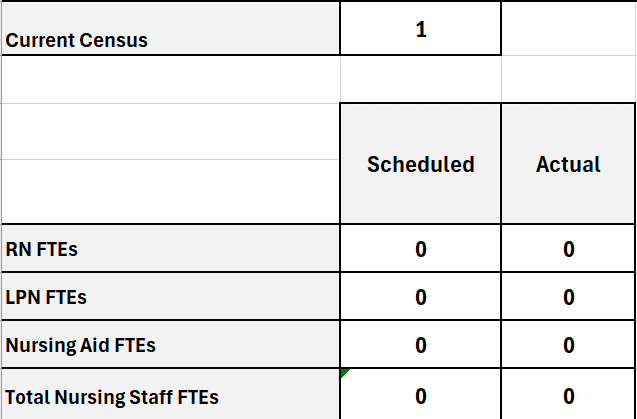 Current Census 1
Scheduled Actual
RN FTEs 0 0
LPN FTEs 0 0
Nursing Aid FTEs 0 0
Total Nursing Staff FTEs 0 0